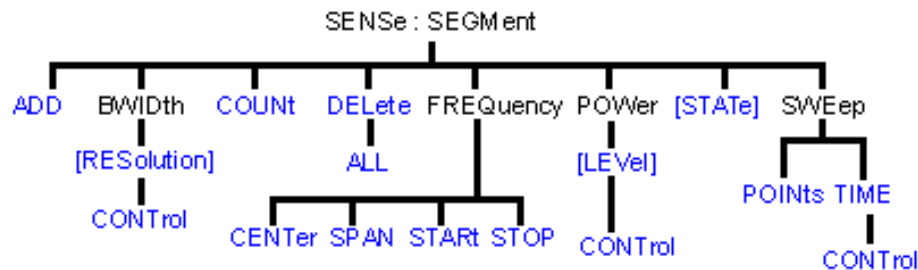 SENSe : SEGMent
ADD BWIDth COUNt DELete FREQuency POWer [STATe] SWEep
[RESolution] ALL [LEVel]
POINts TIME
CONTrol
CENTer SPAN STARt STOP CONTrol
CONTrol